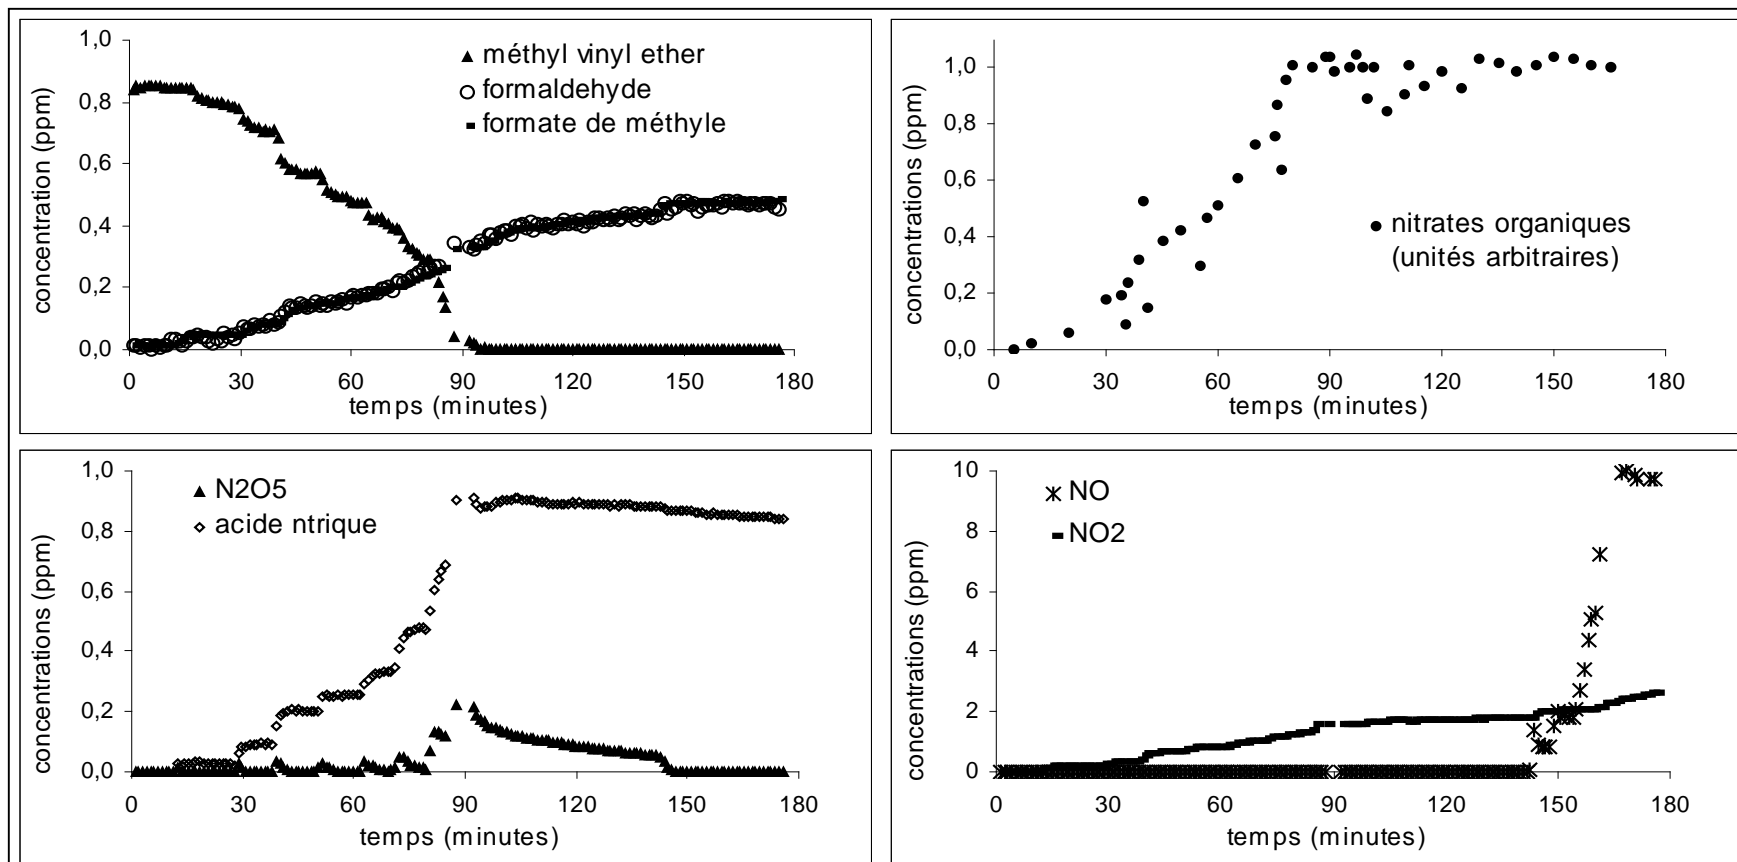 1,0
0,8
0,6
0,4
0,2
0,0
concentration (ppm)
méthyl vinyl ether
formaldehyde
formate de méthyle
0 30 60 90 120 150 180
temps (minutes)
1,0
0,8
0,6
0,4
0,2
0,0
concentrations (ppm)
nitrates organiques
(unités arbitraires)
0 30 60 90 120 150 180
temps (minutes)
1,0
0,8
0,6
0,4
0,2
0,0
concentrations (ppm)
N2O5
acide ntrique
0 30 60 90 120 150 180
temps (minutes)
10
8
6
4
2
0
concentrations (ppm)
NO
NO2
0 30 60 90 120 150 180
temps (minutes)